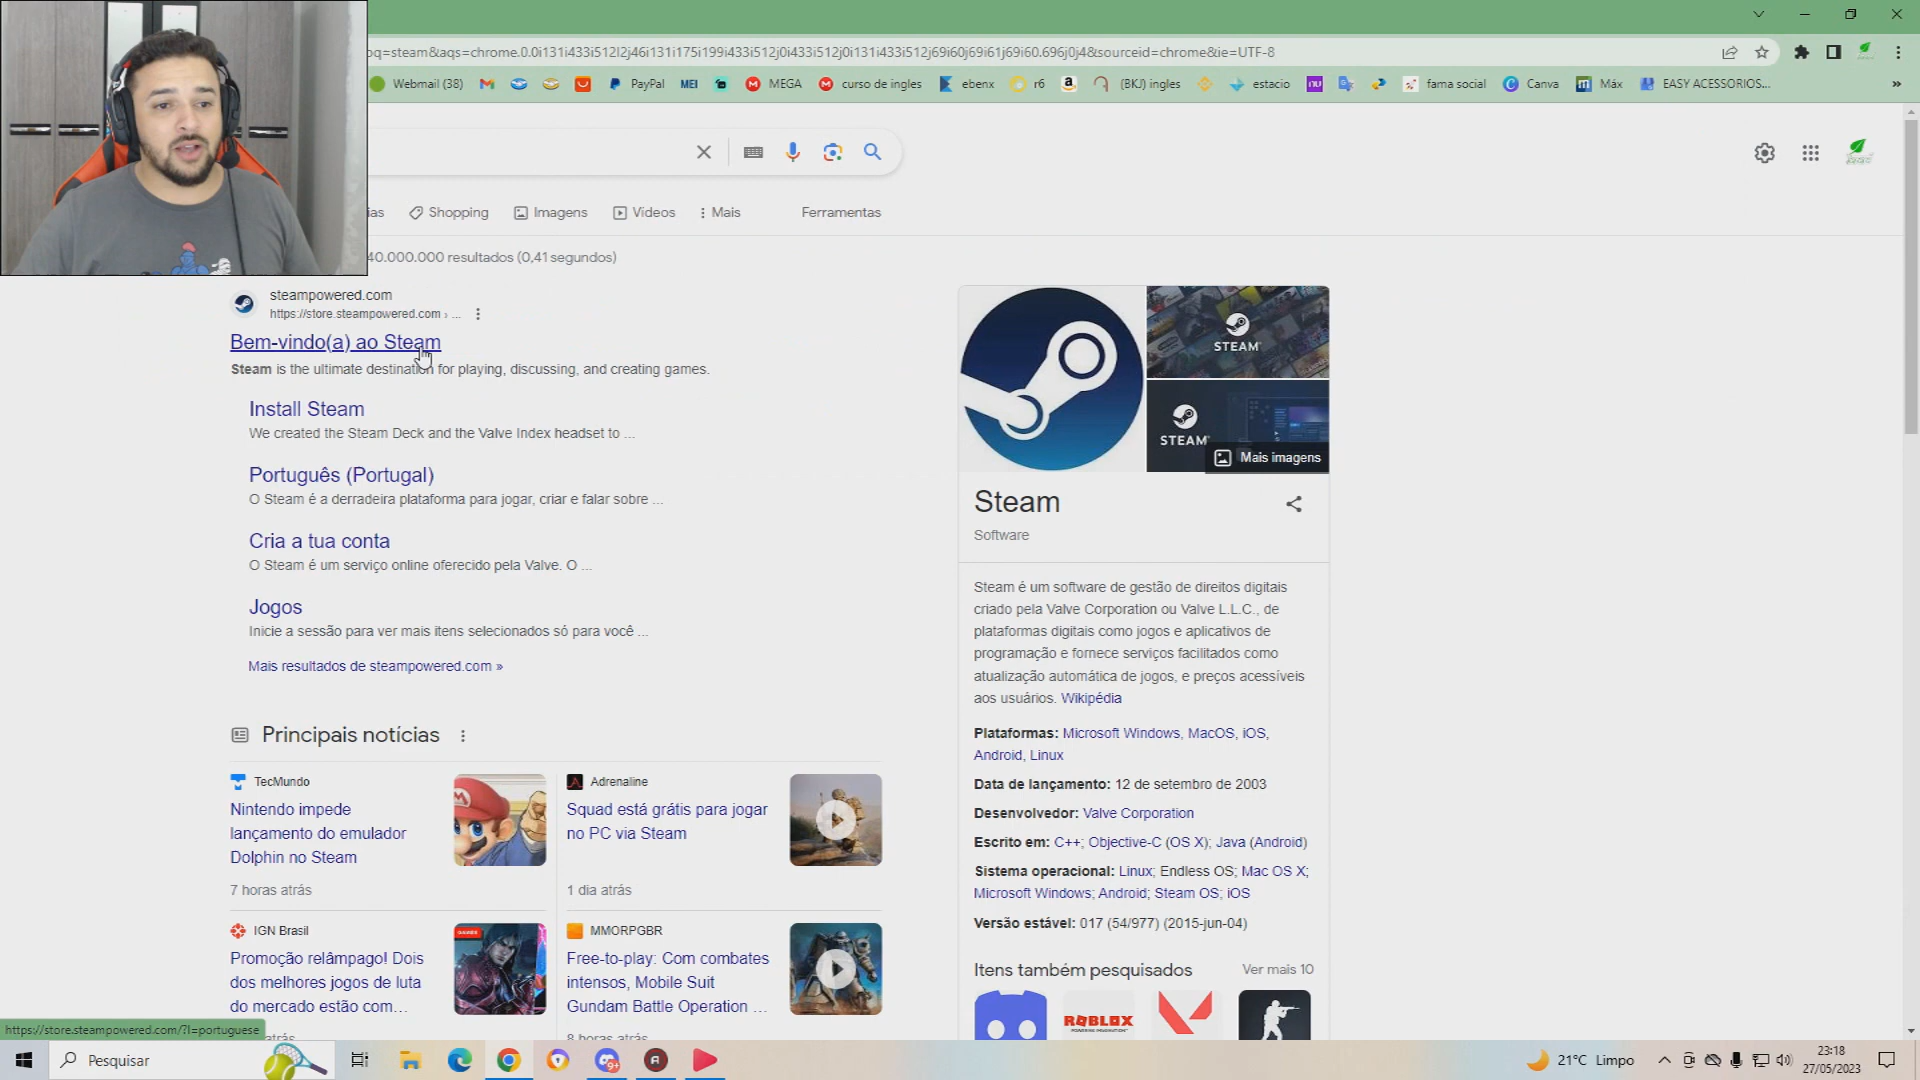 oq=steam&aqs=chrome.0.0i131i433i512l2j46i131i175i199i433i512j0i433i512j0i131i433i512j69i60j69i61j69i60.696j0j4&sourceid=chrome&ie=UTF-8
Webmail (38)
PayPal
MEI
MEGA
curso de ingles
ebenx
r6
(BKJ) ingles
estacio
fama social
Canva
Máx
EASY ACESSORIOS...
»
ias
Shopping
Imagens
Vídeos
Mais
Ferramentas
40.000.000 resultados (0,41 segundos)
steampowered.com
https://store.steampowered.com › ...
Bem-vindo(a) ao Steam
Steam is the ultimate destination for playing, discussing, and creating games.
Install Steam
We created the Steam Deck and the Valve Index headset to ...
Português (Portugal)
O Steam é a derradeira plataforma para jogar, criar e falar sobre ...
Cria a tua conta
O Steam é um serviço online oferecido pela Valve. O ...
Jogos
Inicie a sessão para ver mais itens selecionados só para você ...
Mais resultados de steampowered.com »
Principais notícias
TecMundo
Nintendo impede
lançamento do emulador
Dolphin no Steam
7 horas atrás
Adrenaline
Squad está grátis para jogar
no PC via Steam
1 dia atrás
IGN Brasil
Promoção relâmpago! Dois
dos melhores jogos de luta
do mercado estão com...
atrás
MMORPGBR
Free-to-play: Com combates
intensos, Mobile Suit
Gundam Battle Operation ...
8 horas atrás
STEAM
STEAM
Mais imagens
Steam
Software
Steam é um software de gestão de direitos digitais
criado pela Valve Corporation ou Valve L.L.C., de
plataformas digitais como jogos e aplicativos de
programação e fornece serviços facilitados como
atualização automática de jogos, e preços acessíveis
aos usuários. Wikipédia
Plataformas: Microsoft Windows, MacOS, iOS,
Android, Linux
Data de lançamento: 12 de setembro de 2003
Desenvolvedor: Valve Corporation
Escrito em: C++; Objective-C (OS X); Java (Android)
Sistema operacional: Linux; Endless OS; Mac OS X;
Microsoft Windows; Android; Steam OS; iOS
Versão estável: 017 (54/977) (2015-jun-04)
Itens também pesquisados
Ver mais 10
ROBLOX
https://store.steampowered.com/?l=portuguese
Pesquisar
21°C Limpo
23:18
27/05/2023